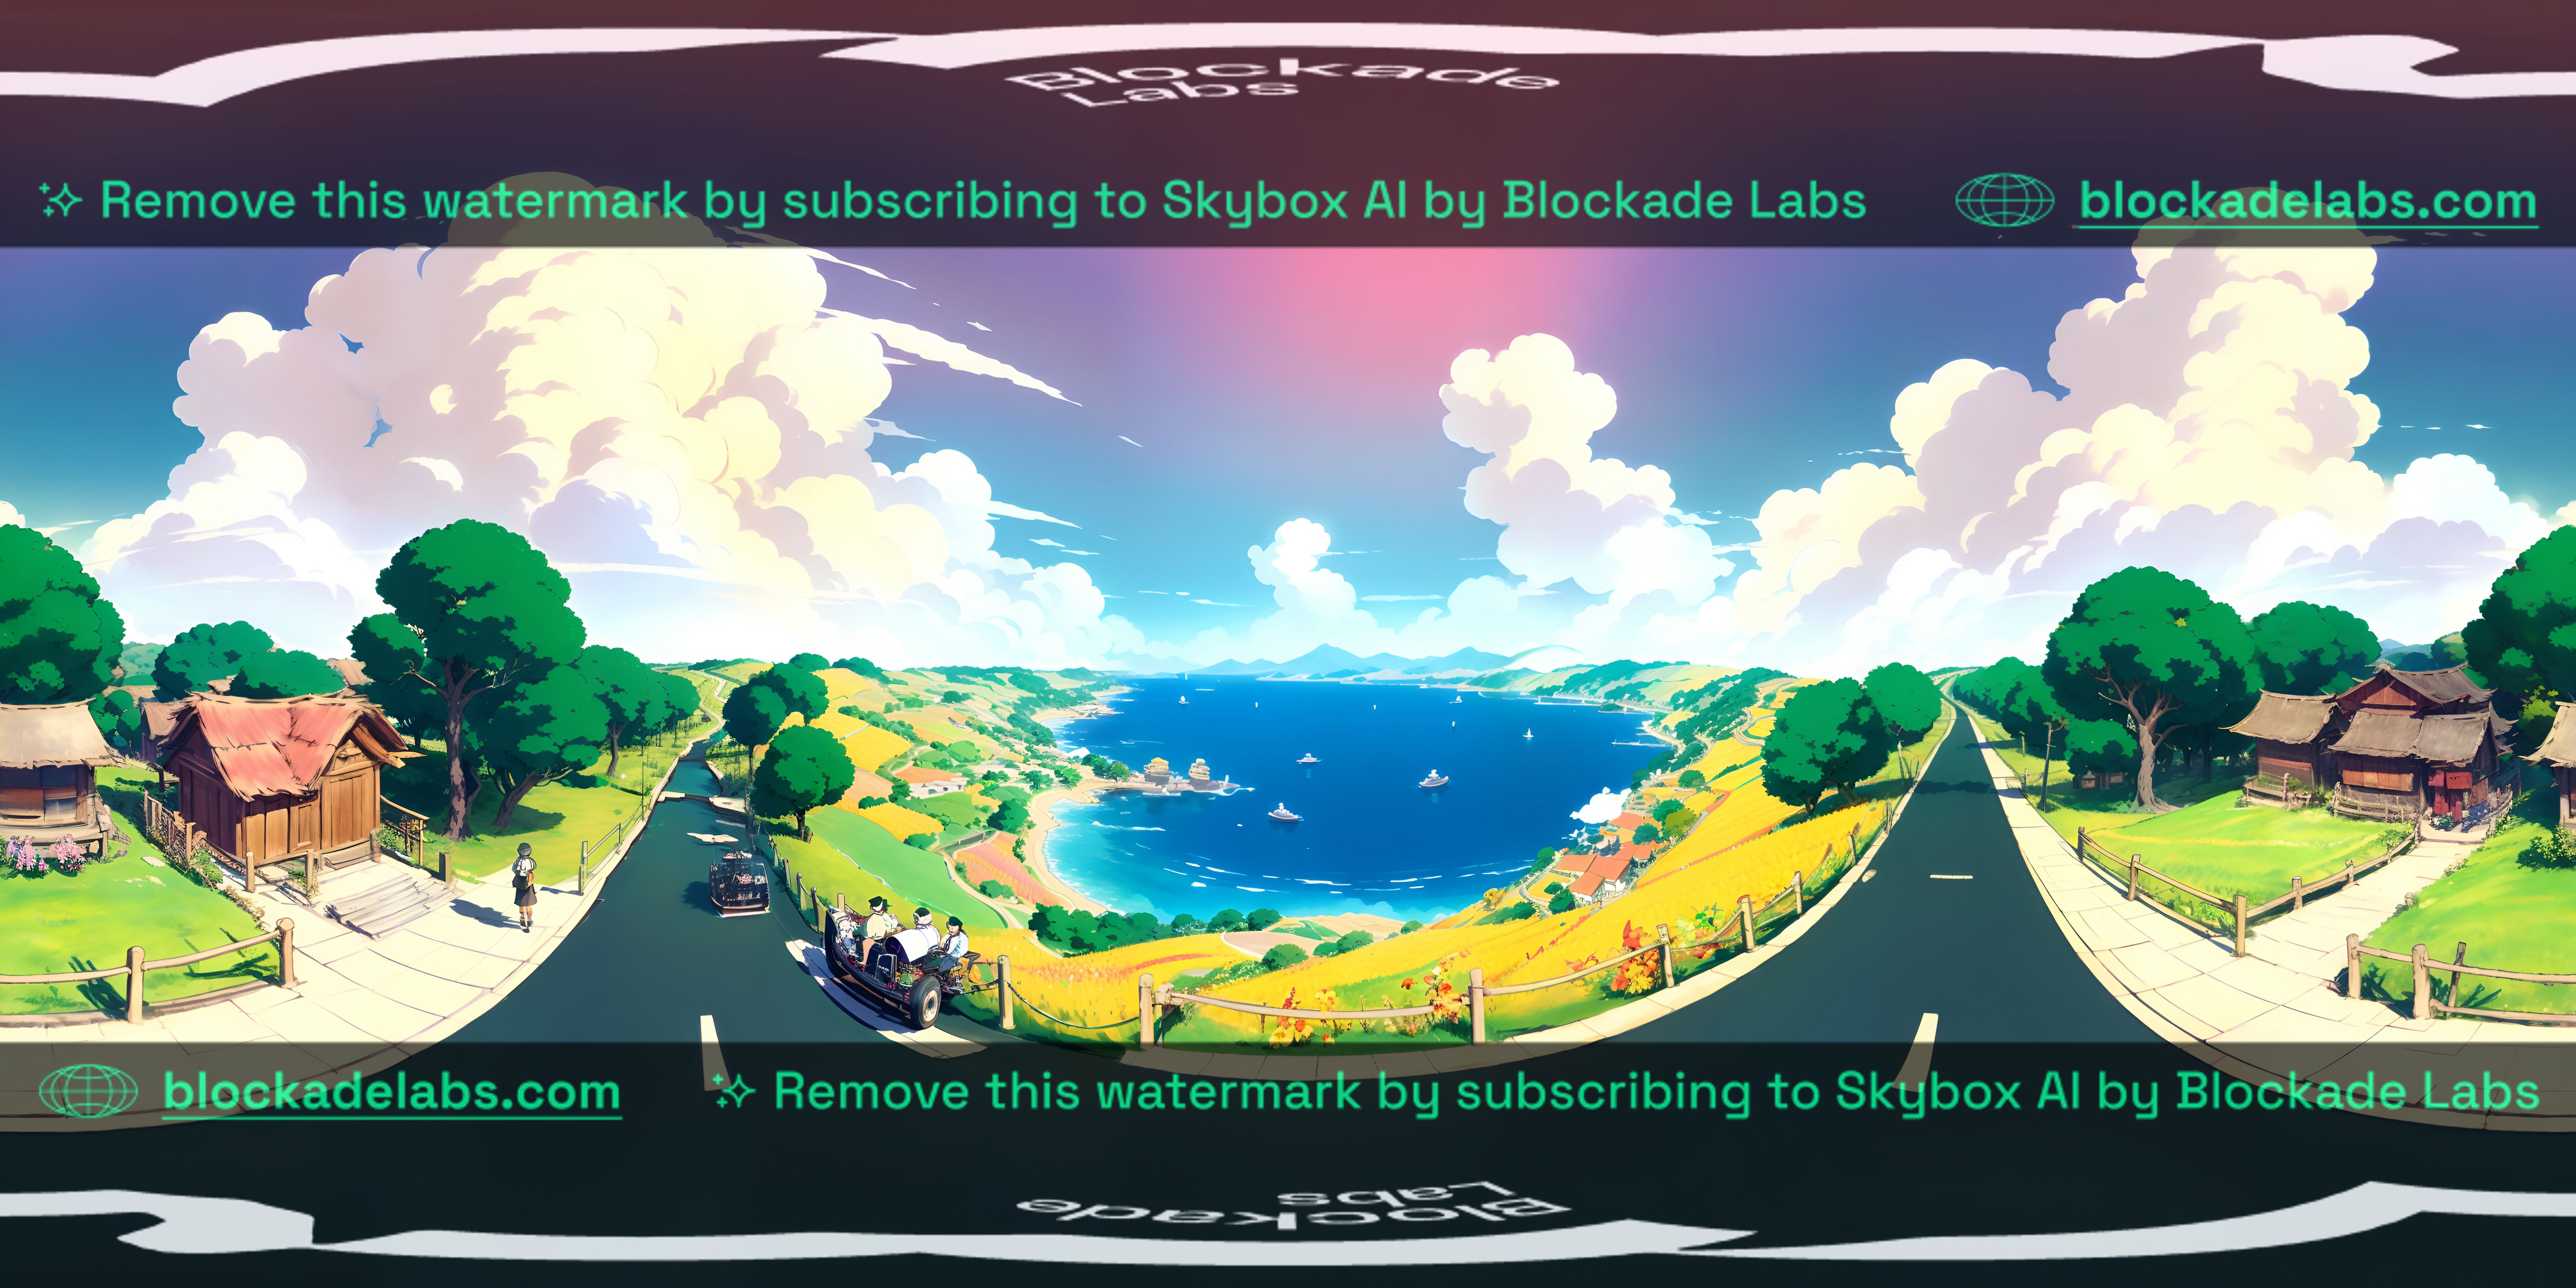 Blockade
Labs
Remove this watermark by subscribing to Skybox AI by Blockade Labs
blockadelabs.com
blockadelabs.com
Remove this watermark by subscribing to Skybox AI by Blockade Labs
Blockade
Labs